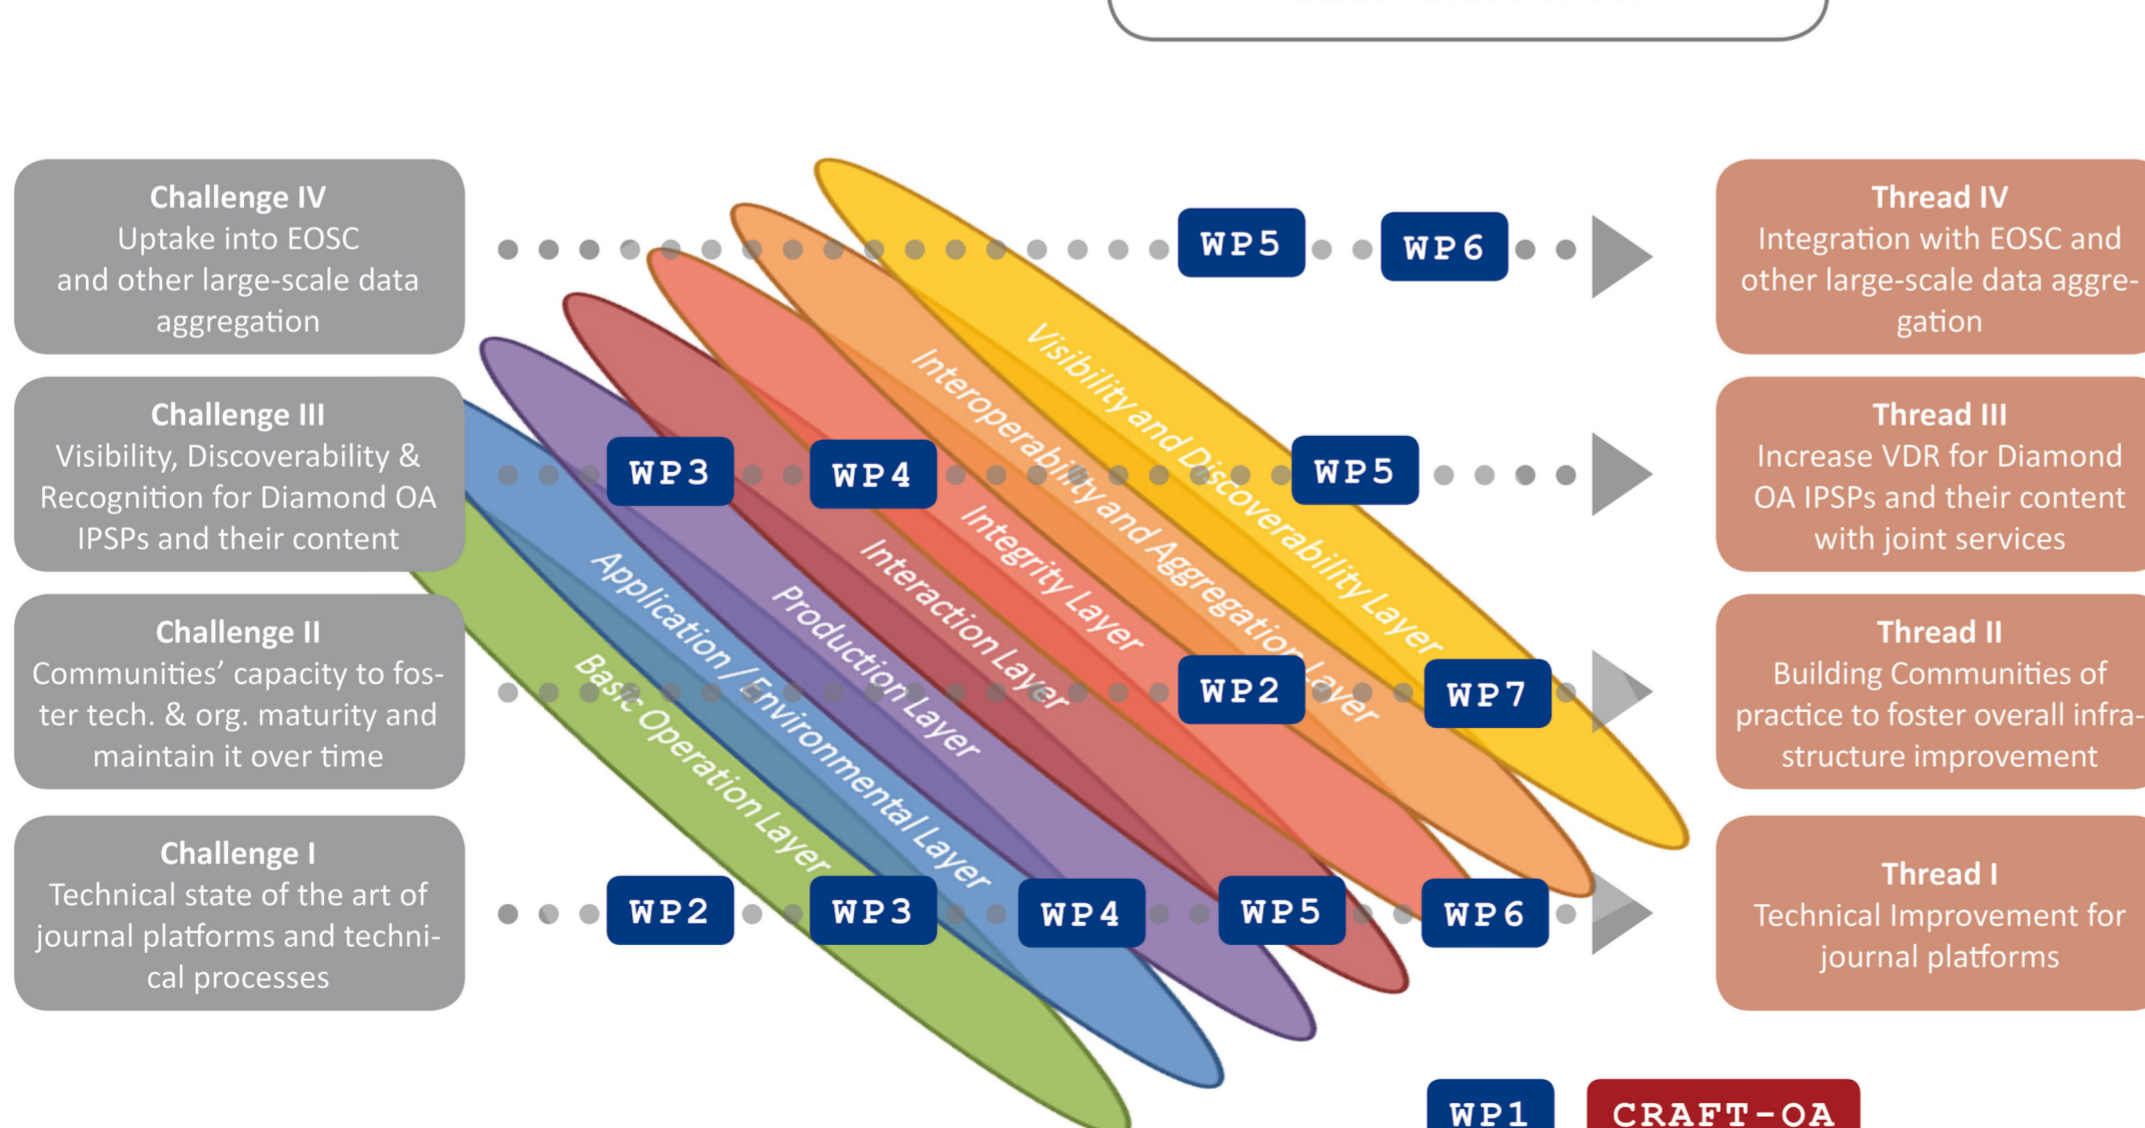 Challenge IV
Uptake into EOSC
and other large-scale data
aggregation
WP5
WP6
Thread IV
Integration with EOSC and
other large-scale data aggre-
gation
Challenge III
Visibility, Discoverability &
Recognition for Diamond OA
IPSPs and their content
WP3
WP4
WP5
Thread III
Increase VDR for Diamond
OA IPSPs and their content
with joint services
Challenge II
Communities’ capacity to fos-
ter tech. & org. maturity and
maintain it over time
WP2
WP7
Thread II
Building Communities of
practice to foster overall infra-
structure improvement
Challenge I
Technical state of the art of
journal platforms and techni-
cal processes
WP2
WP3
WP4
WP5
WP6
Thread I
Technical Improvement for
journal platforms
Visibility and Discoverability Layer
Interoperability and Aggregation Layer
Integrity Layer
Interaction Layer
Production Layer
Application / Environmental Layer
Basic Operation Layer
WP1
CRAFT-OA